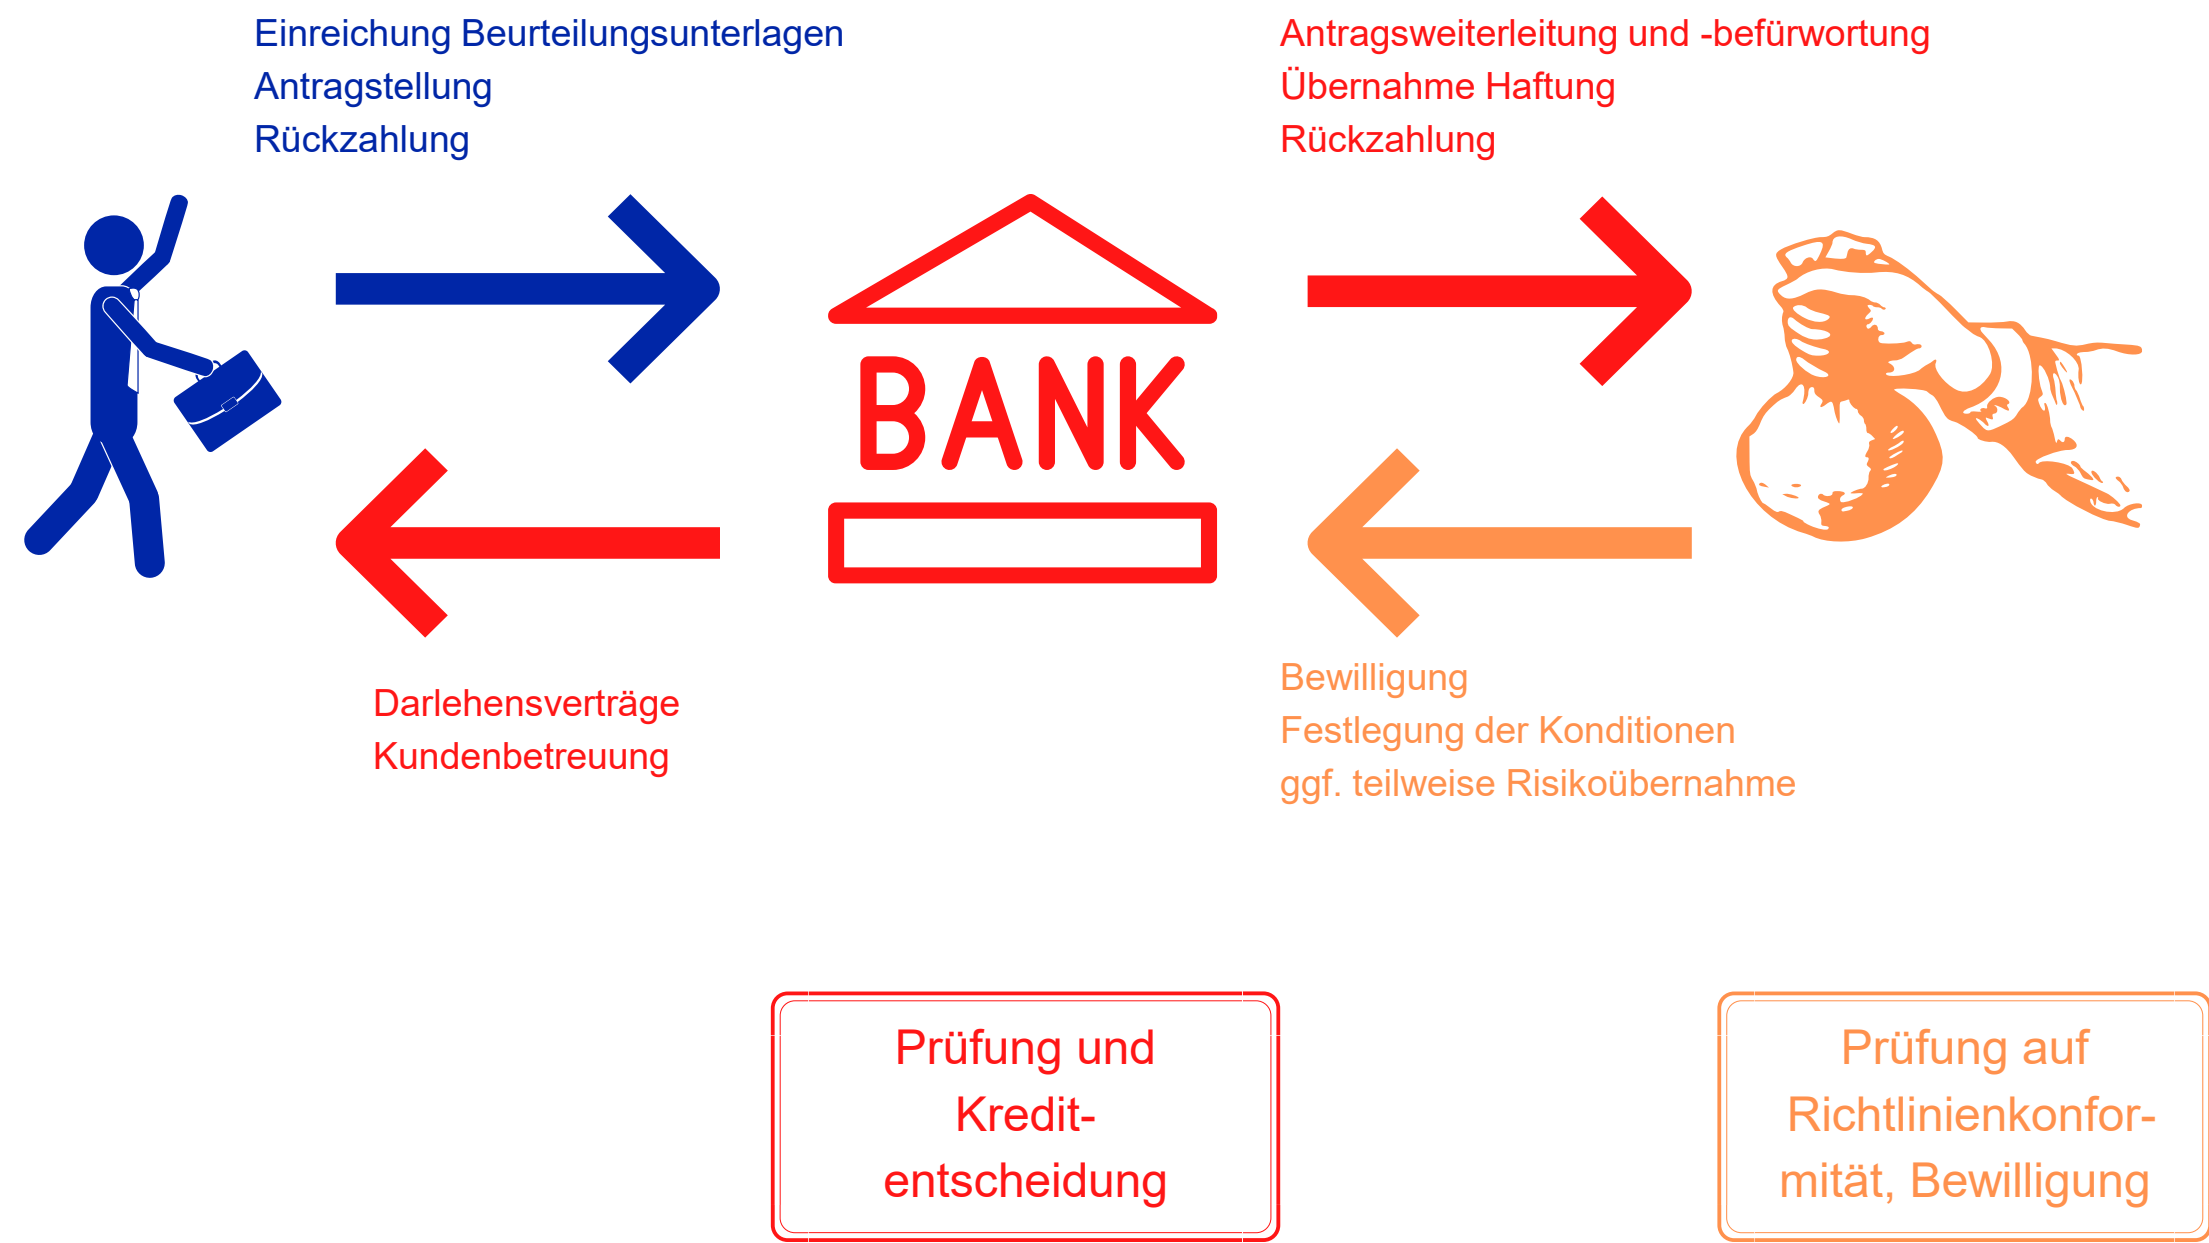 Einreichung Beurteilungsunterlagen
Antragstellung
Rückzahlung
Antragsweiterleitung und -befürwortung
Übernahme Haftung
Rückzahlung
BANK
Darlehensverträge
Kundenbetreuung
Bewilligung
Festlegung der Konditionen
ggf. teilweise Risikoübernahme
Prüfung und
Kredit-
entscheidung
Prüfung auf
Richtlinienkonfor-
mität, Bewilligung